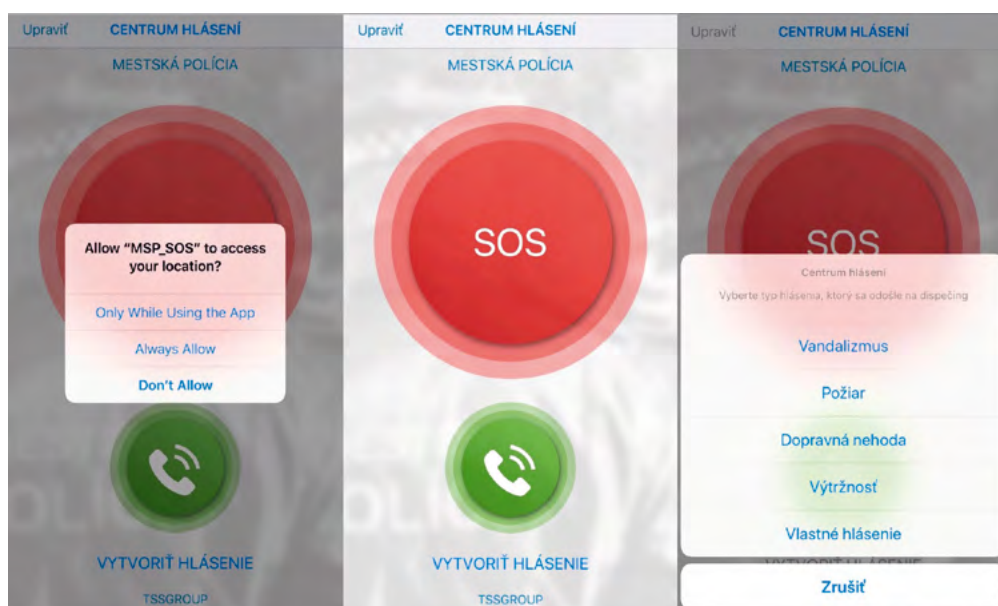 Upraviť
CENTRUM HLÁSENÍ
MESTSKÁ POLÍCIA
Allow “MSP_SOS” to access
your location?
Only While Using the App
Always Allow
Don’t Allow
VYTVORIŤ HLÁSENIE
TSSGROUP
Upraviť
CENTRUM HLÁSENÍ
MESTSKÁ POLÍCIA
SOS
VYTVORIŤ HLÁSENIE
TSSGROUP
Upraviť
CENTRUM HLÁSENÍ
MESTSKÁ POLÍCIA
SOS
Centrum hlásení
Vyberte typ hlásenia, ktorý sa odošle na dispečing
Vandalizmus
Požiar
Dopravná nehoda
Výtržnosť
Vlastné hlásenie
Zrušiť